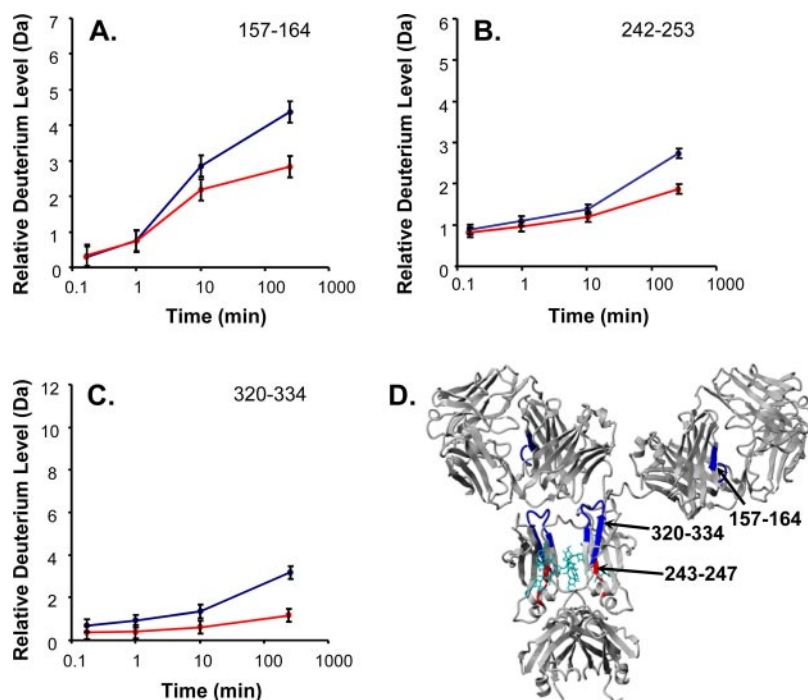 A. 157-164
Relative Deuterium Level (Da)
7
6
5
4
3
2
1
0
0.1 1 10 100 1000
Time (min)
B. 242-253
Relative Deuterium Level (Da)
6
5
4
3
2
1
0
0.1 1 10 100 1000
Time (min)
C. 320-334
Relative Deuterium Level (Da)
12
10
8
6
4
2
0
0.1 1 10 100 1000
Time (min)
D.
157-164
320-334
243-247